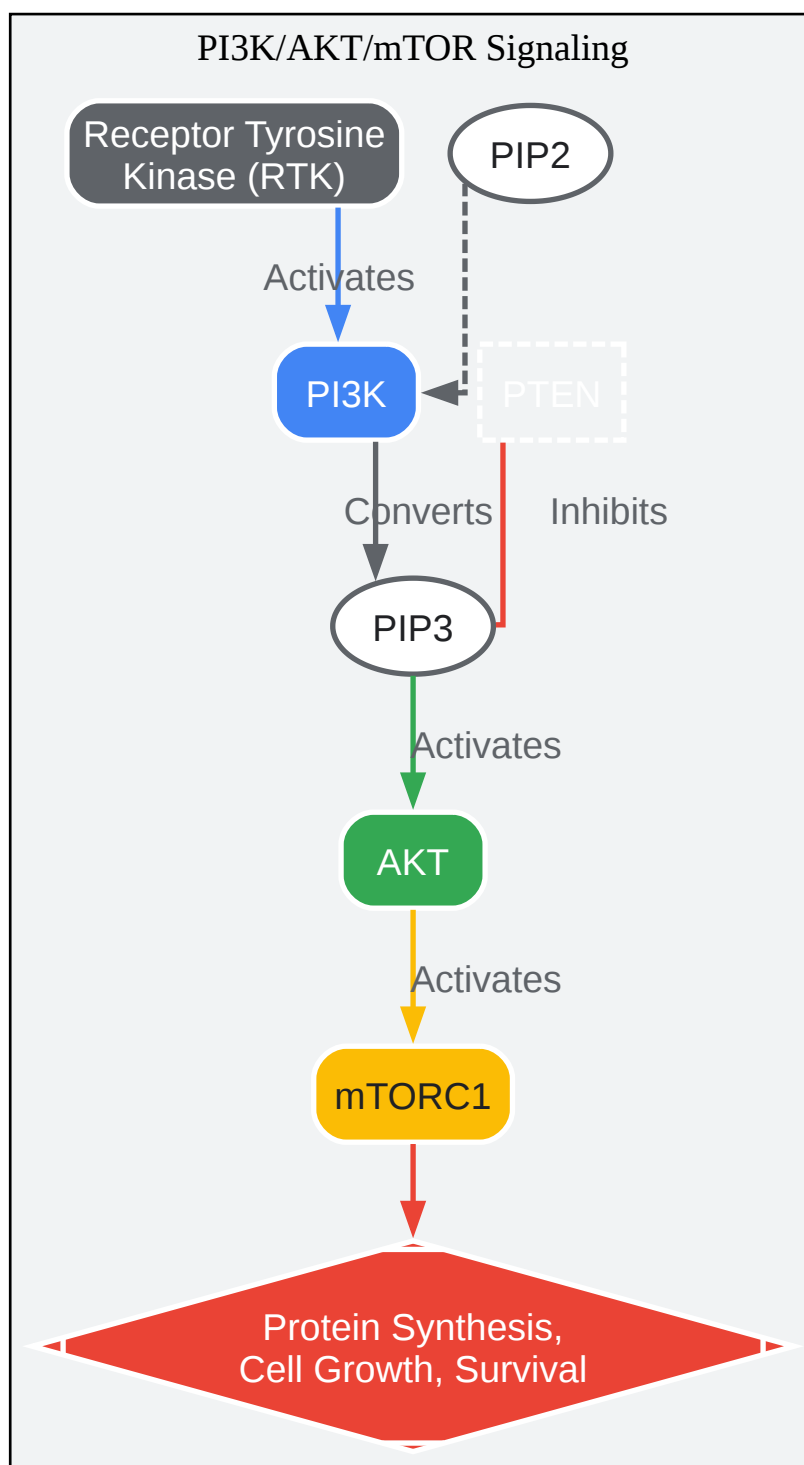 PI3K/AKT/mTOR Signaling
Receptor Tyrosine
Kinase (RTK)
PIP2
Activates
PI3K
PTEN
Converts
Inhibits
PIP3
Activates
AKT
Activates
mTORC1
Protein Synthesis,
Cell Growth, Survival